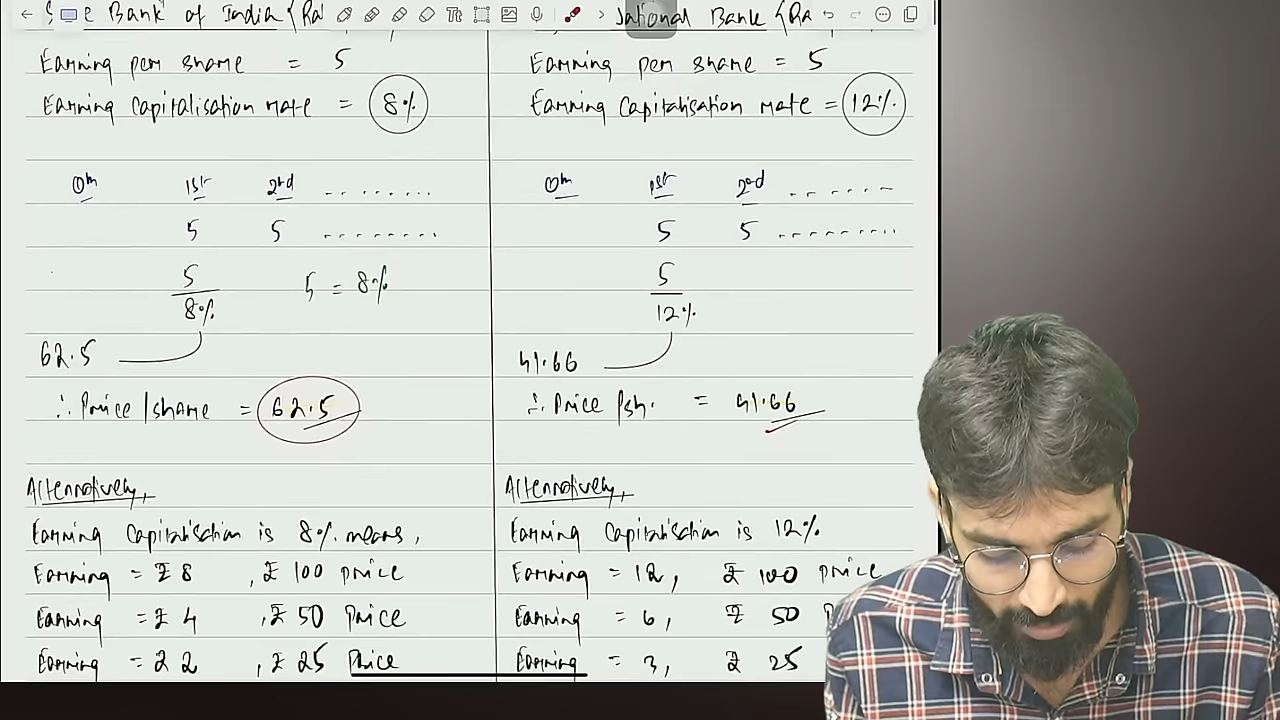 Bank of India {Ra
Earning per share = 5
Earning Capitalisation rate = 8%
0th 1st 2nd ........
5 5 ........
5
8%
5 = 8%
62.5
∴ Price /share = 62.5
Alternatively,
Earning Capitalisation is 8% means,
Earning = ₹ 8 , ₹ 100 Price
Earning = ₹ 4 , ₹ 50 Price
Earning = ₹ 2 , ₹ 25 Price
National Bank {Ra
Earning per share = 5
Earning Capitalisation rate = 12%
0th 1st 2nd .......
5 5 .........
5
12%
41.66
∴ Price /sh. = 41.66
Alternatively,
Earning Capitalisation is 12%
Earning = 12, ₹ 100 Price
Earning = 6, ₹ 50
Earning = 3, ₹ 25